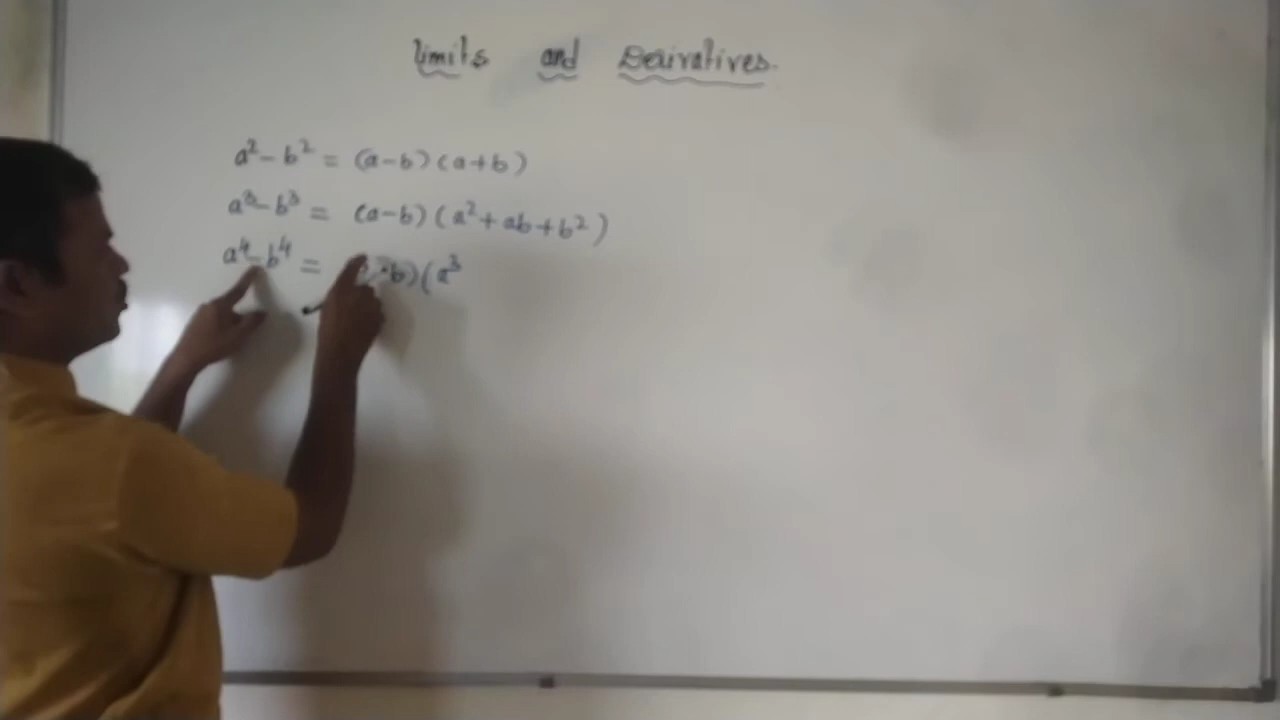 Limits and Derivatives.
a² - b² = (a-b)(a+b)
a³ - b³ = (a-b)(a² + ab + b²)
a⁴ - b⁴ = b)(a³